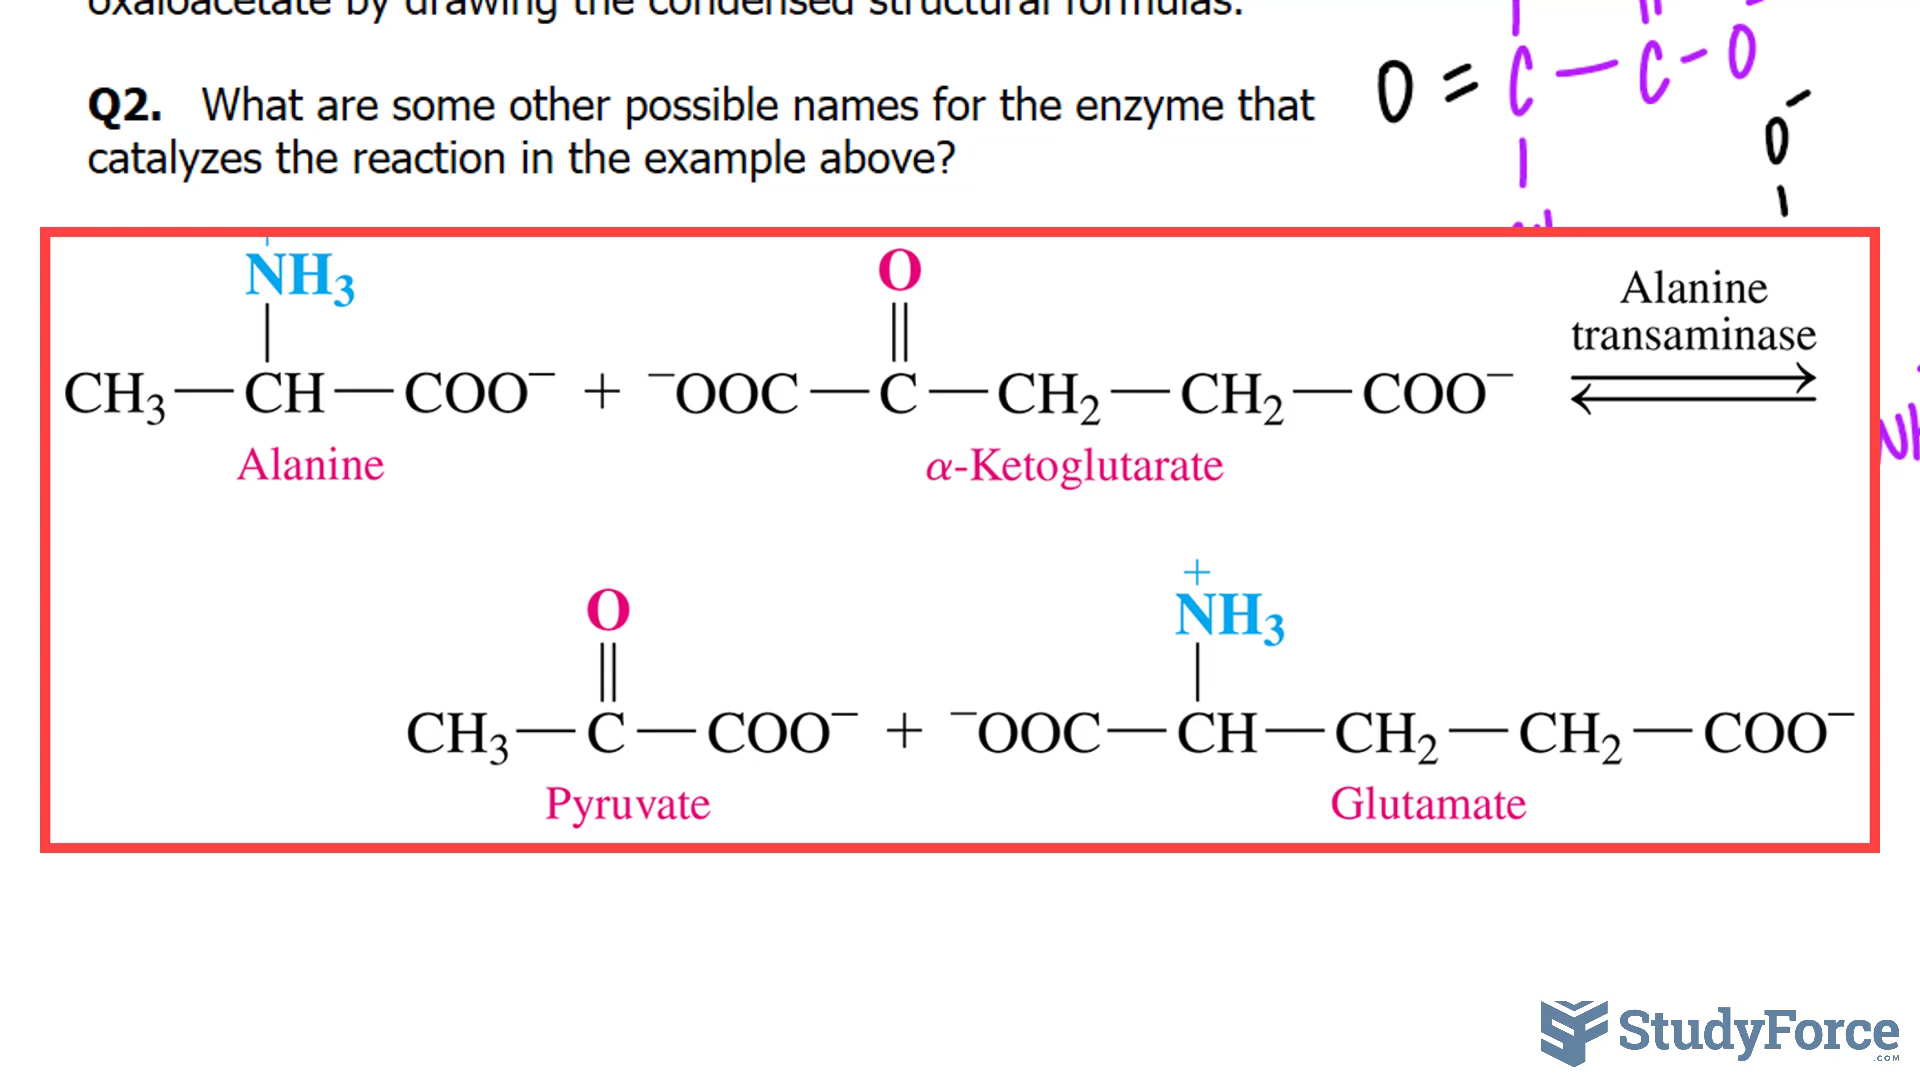 oxaloacetate by drawing the condensed structural formulas.
Q2. What are some other possible names for the enzyme that
catalyzes the reaction in the example above?
O = C — C - O
O⁻
NH₃ O
Alanine
transaminase
CH₃—CH—COO⁻ + ⁻OOC—C—CH₂—CH₂—COO⁻
Alanine α-Ketoglutarate
+
O NH₃
CH₃—C—COO⁻ + ⁻OOC—CH—CH₂—CH₂—COO⁻
Pyruvate Glutamate
StudyForce
.COM